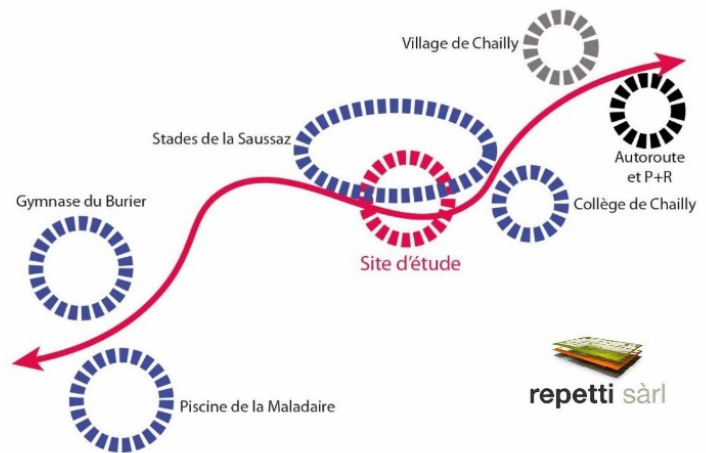 Village de Chailly
Stades de la Saussaz
Autoroute
et P+R
Gymnase du Burier
Collège de Chailly
Site d'étude
Piscine de la Maladaire
repetti sàrl